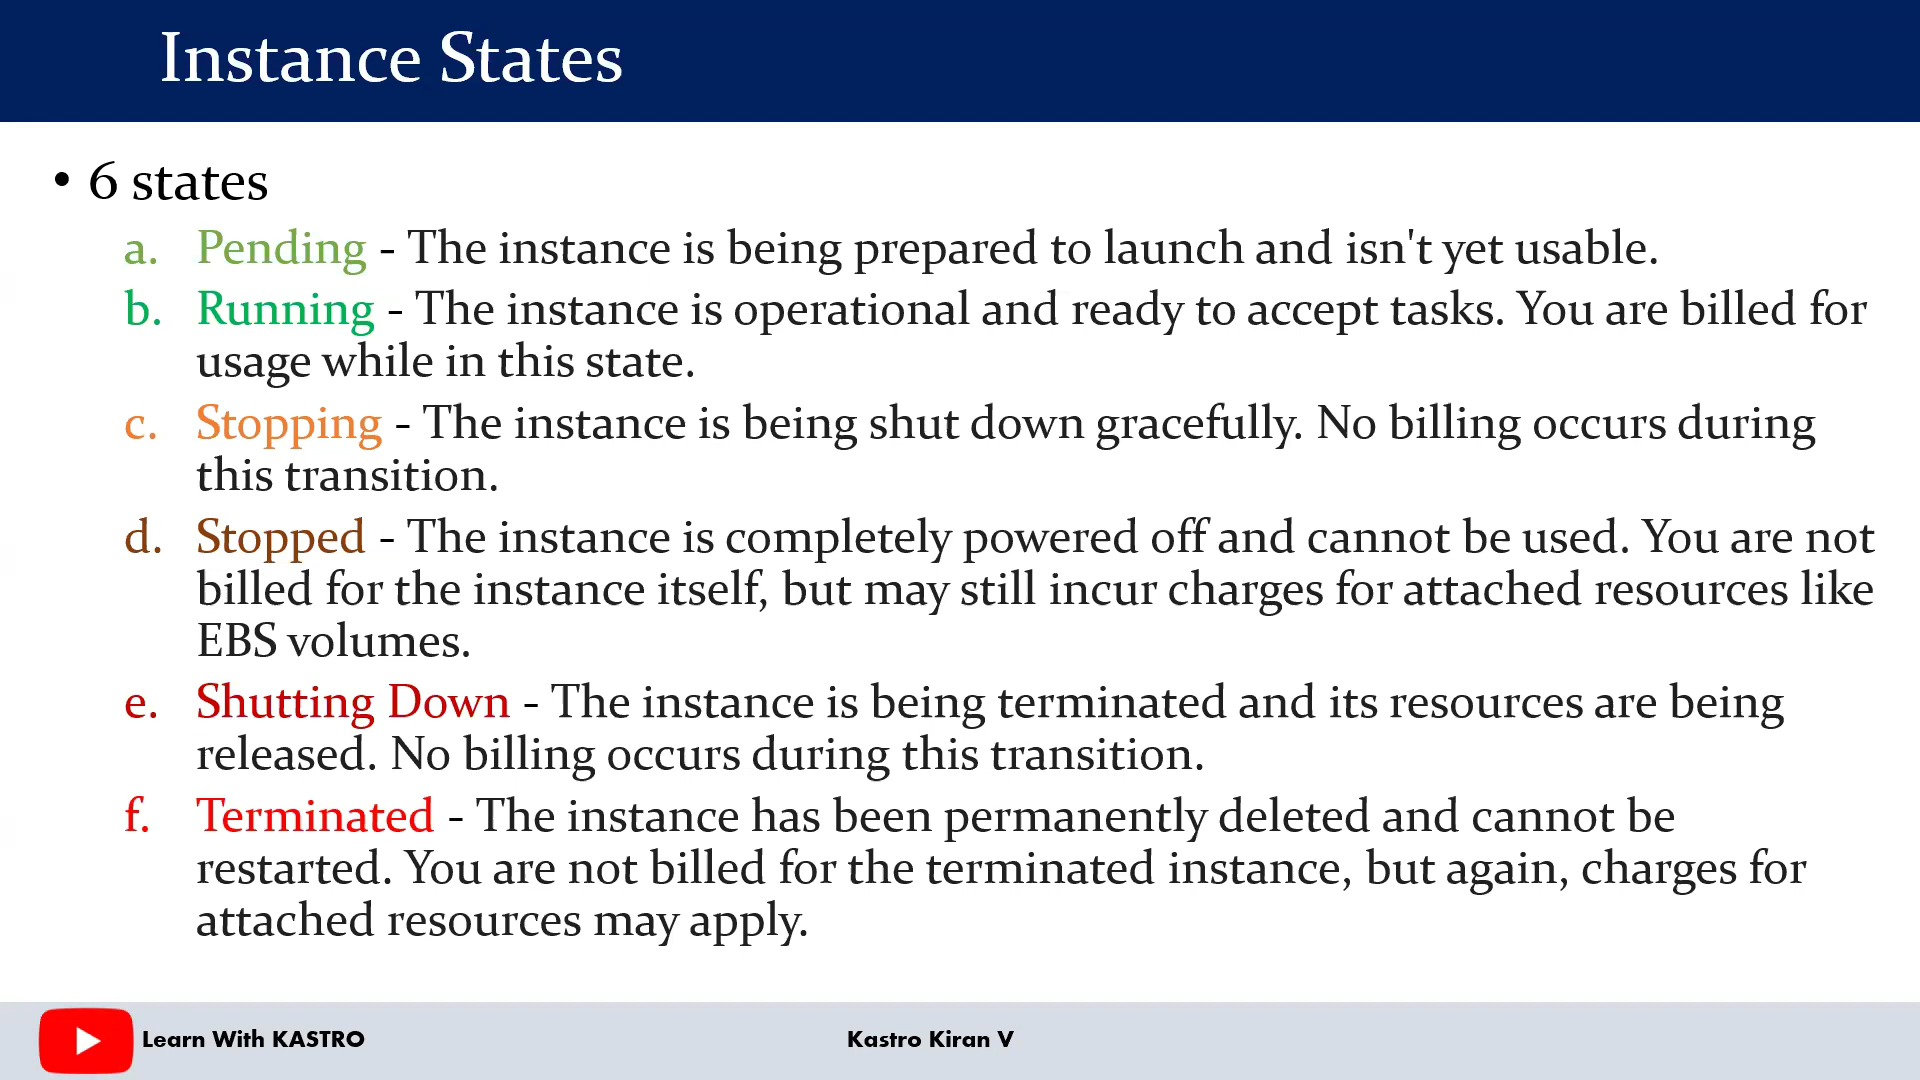 Instance States
• 6 states
a. Pending - The instance is being prepared to launch and isn't yet usable.
b. Running - The instance is operational and ready to accept tasks. You are billed for
usage while in this state.
c. Stopping - The instance is being shut down gracefully. No billing occurs during
this transition.
d. Stopped - The instance is completely powered off and cannot be used. You are not
billed for the instance itself, but may still incur charges for attached resources like
EBS volumes.
e. Shutting Down - The instance is being terminated and its resources are being
released. No billing occurs during this transition.
f. Terminated - The instance has been permanently deleted and cannot be
restarted. You are not billed for the terminated instance, but again, charges for
attached resources may apply.
Learn With KASTRO
Kastro Kiran V